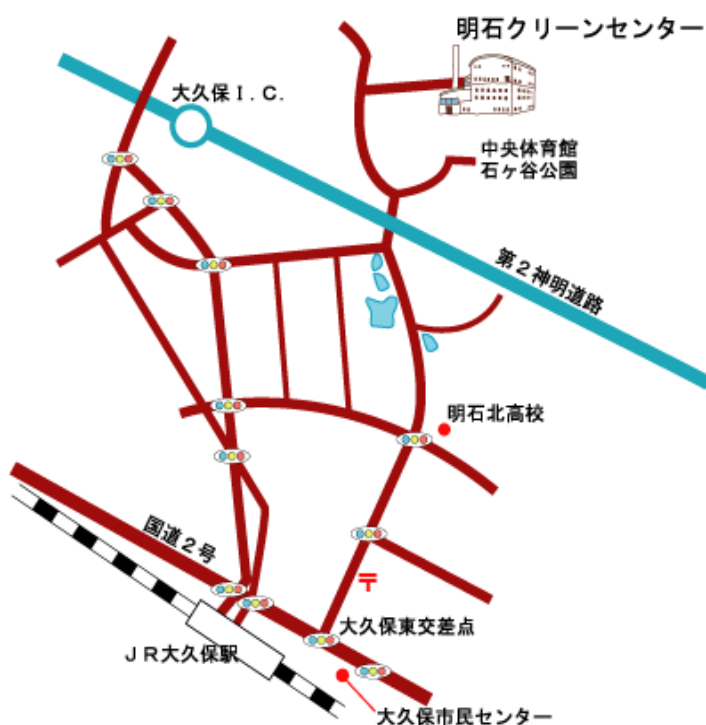 明石クリーンセンター
大久保Ｉ．Ｃ．
中央体育館
石ヶ谷公園
第２神明道路
明石北高校
国道２号
〒
大久保東交差点
ＪＲ大久保駅
大久保市民センター